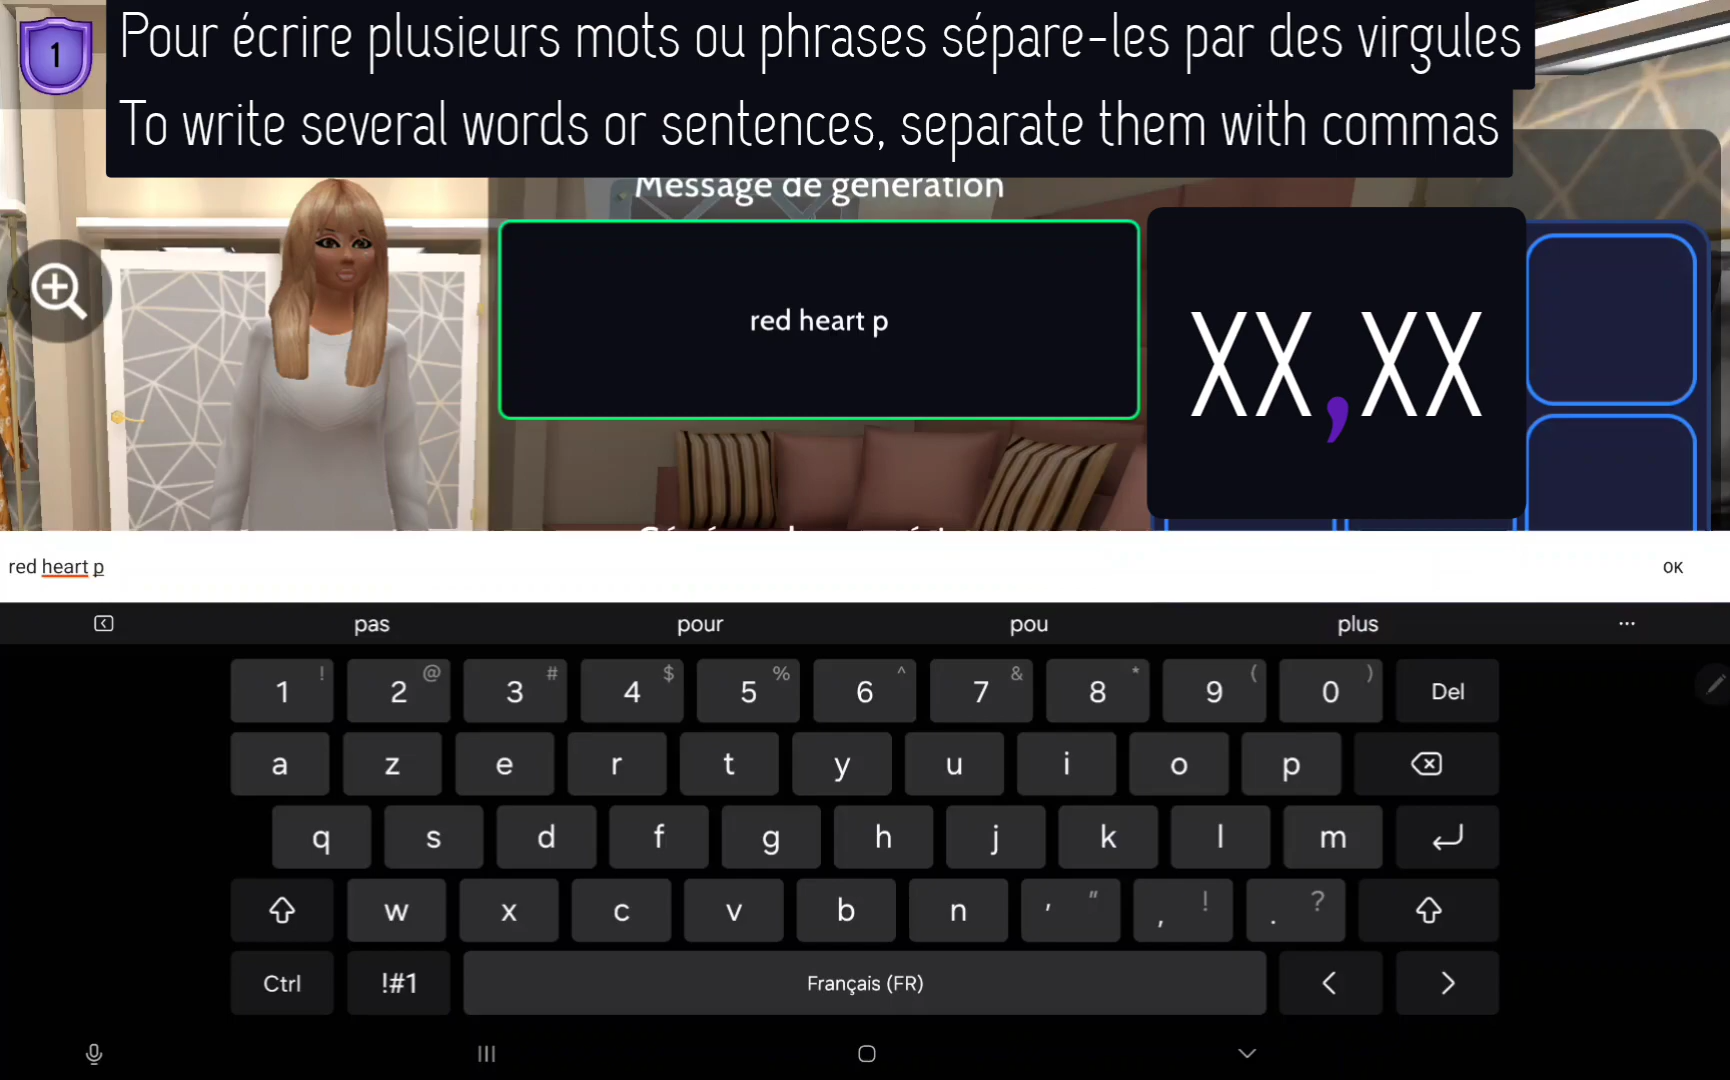 1
Pour écrire plusieurs mots ou phrases sépare-les par des virgules
To write several words or sentences, separate them with commas
Message de génération
red heart p
XX,XX
red heart p
OK
pas pour pou plus ...
1 ! 2 @ 3 # 4 $ 5 % 6 ^ 7 & 8 * 9 ( 0 ) Del
a z e r t y u i o p
q s d f g h j k l m
w x c v b n ' " , ! . ?
Ctrl !#1 Français (FR) < >